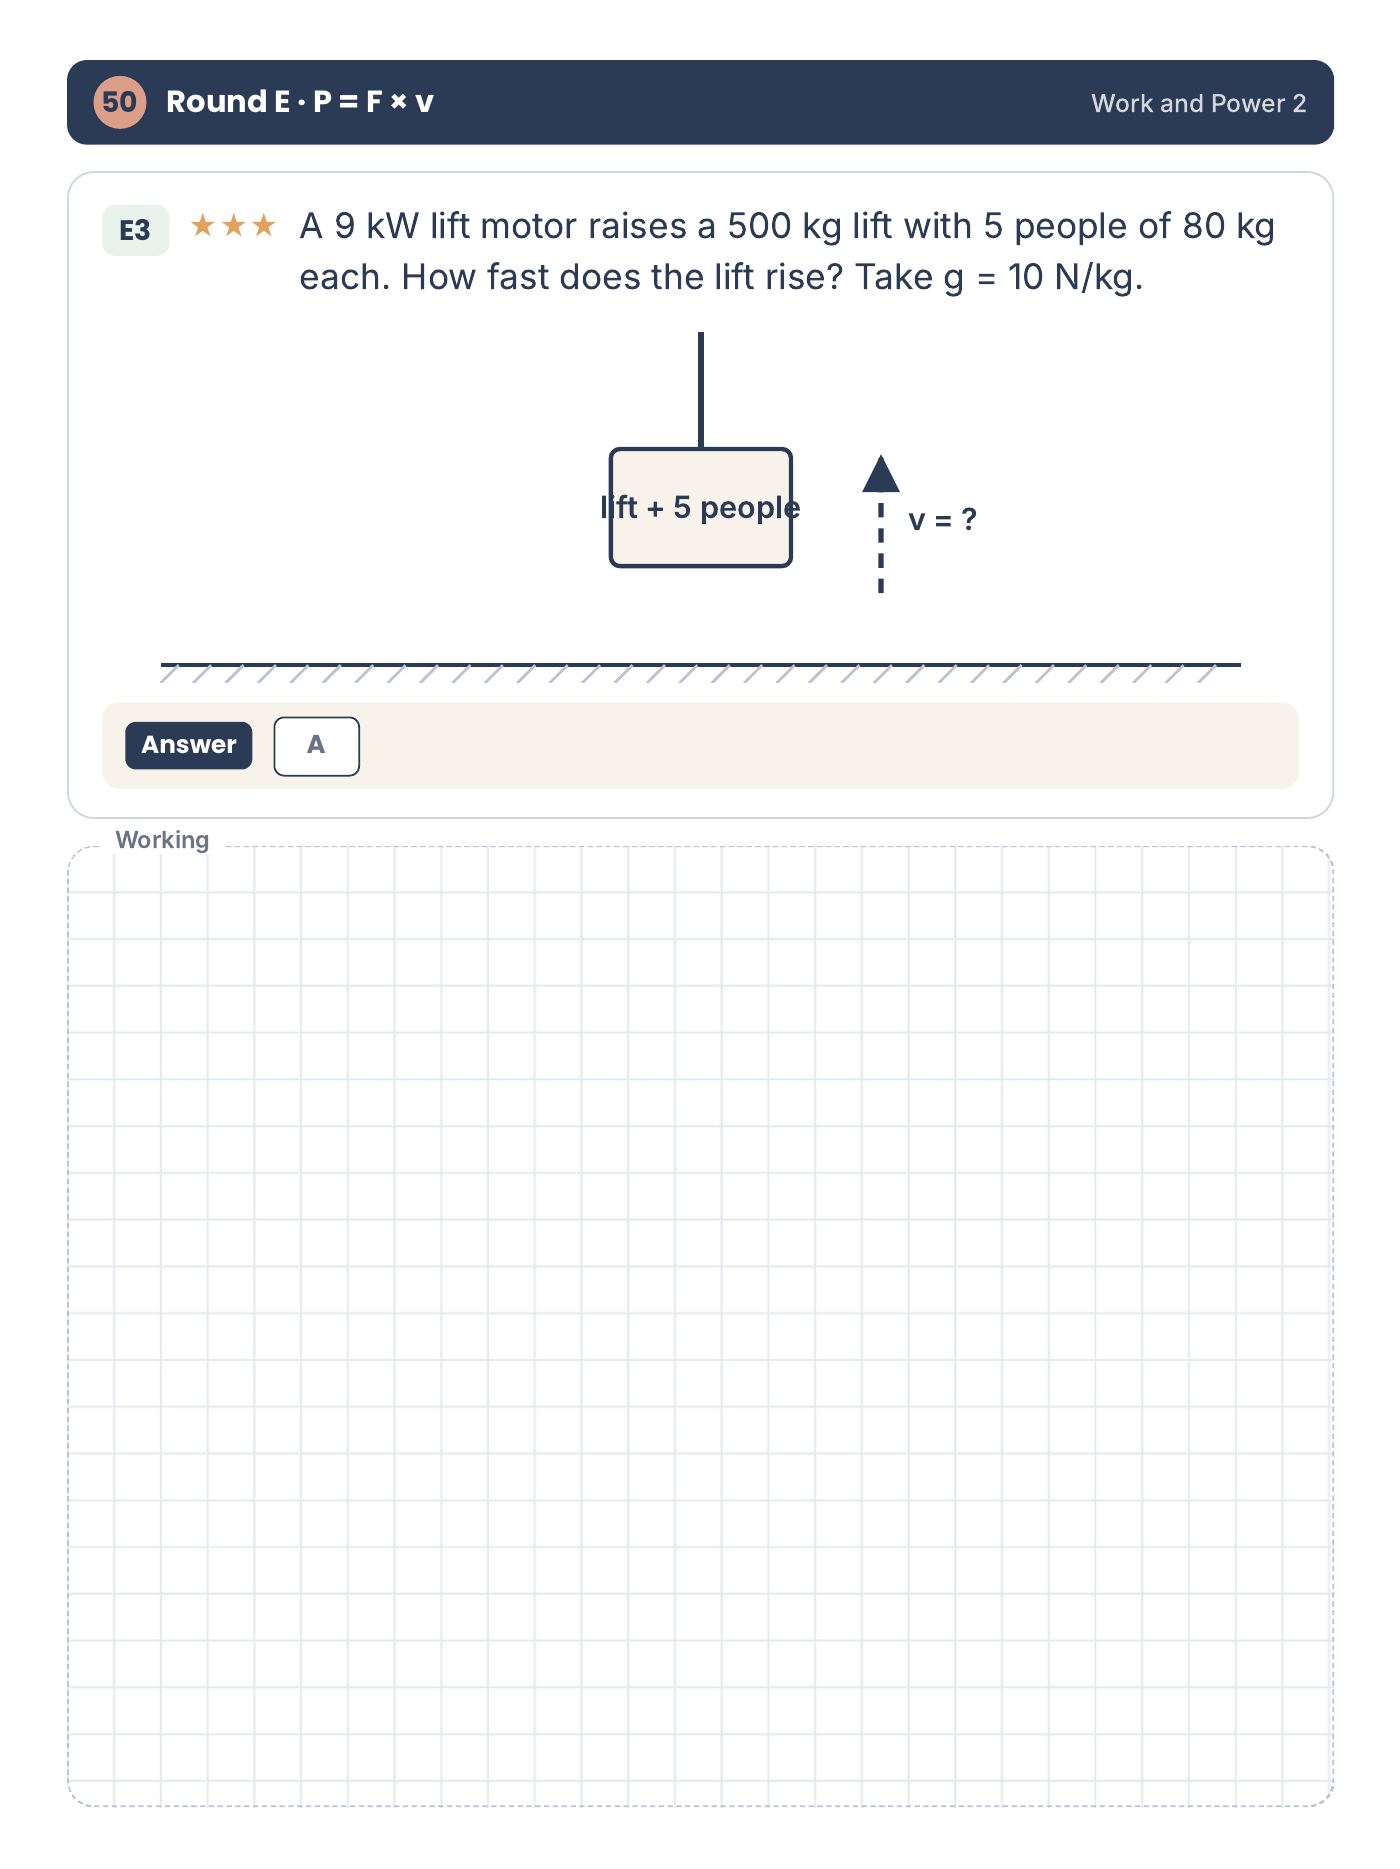 50 Round E · P = F × v
Work and Power 2
E3 ★★★ A 9 kW lift motor raises a 500 kg lift with 5 people of 80 kg
each. How fast does the lift rise? Take g = 10 N/kg.
lift + 5 people
v = ?
Answer A
Working